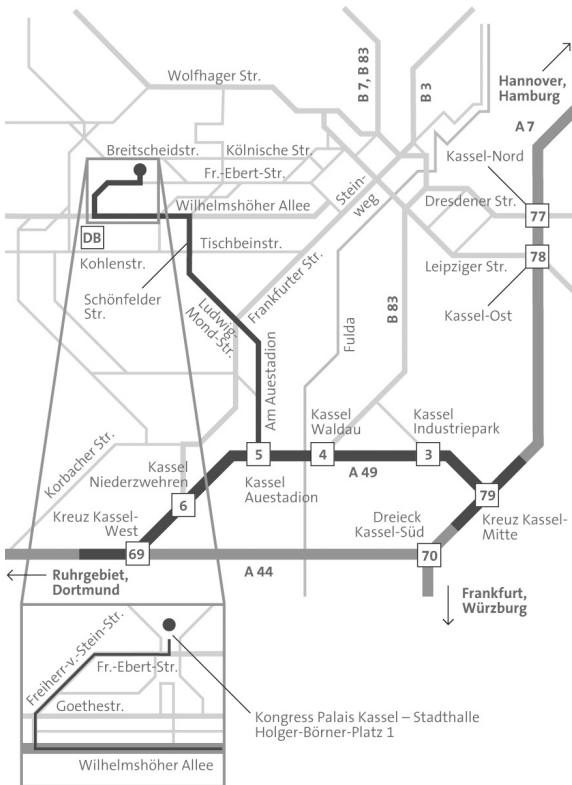 B 7, B 83
B 3
Wolfhager Str.
Hannover,
Hamburg
A 7
Breitscheidstr.
Kölnische Str.
Kassel-Nord
Fr.-Ebert-Str.
Stein-
weg
Wilhelmshöher Allee
Dresdener Str.
77
DB
Tischbeinstr.
78
Kohlenstr.
Leipziger Str.
Schönfelder
Str.
Ludwig-
Mond-Str.
Frankfurter Str.
Fulda
B 83
Kassel-Ost
Am Auestadion
Kassel
Waldau
Kassel
Industriepark
Korbacher Str.
Kassel
Niederzwehren
5
4
3
A 49
Kassel
Auestadion
6
79
Kreuz Kassel-
West
Dreieck
Kassel-Süd
Kreuz Kassel-
Mitte
69
70
A 44
Ruhrgebiet,
Dortmund
Frankfurt,
Würzburg
Freiherr-v.-Stein-Str.
Fr.-Ebert-Str.
Goethestr.
Kongress Palais Kassel – Stadthalle
Holger-Börner-Platz 1
Wilhelmshöher Allee